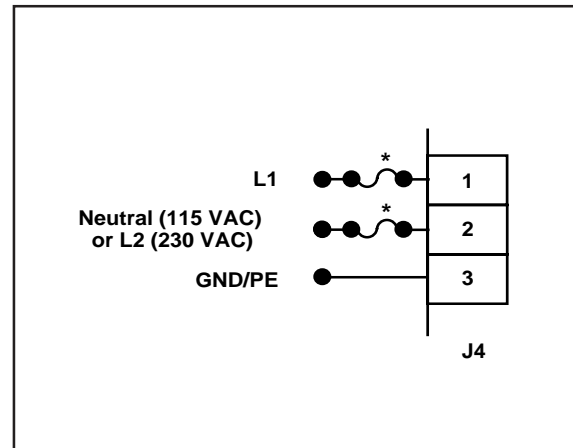 *
L1
1
*
Neutral (115 VAC)
or L2 (230 VAC)
2
GND/PE
3
J4